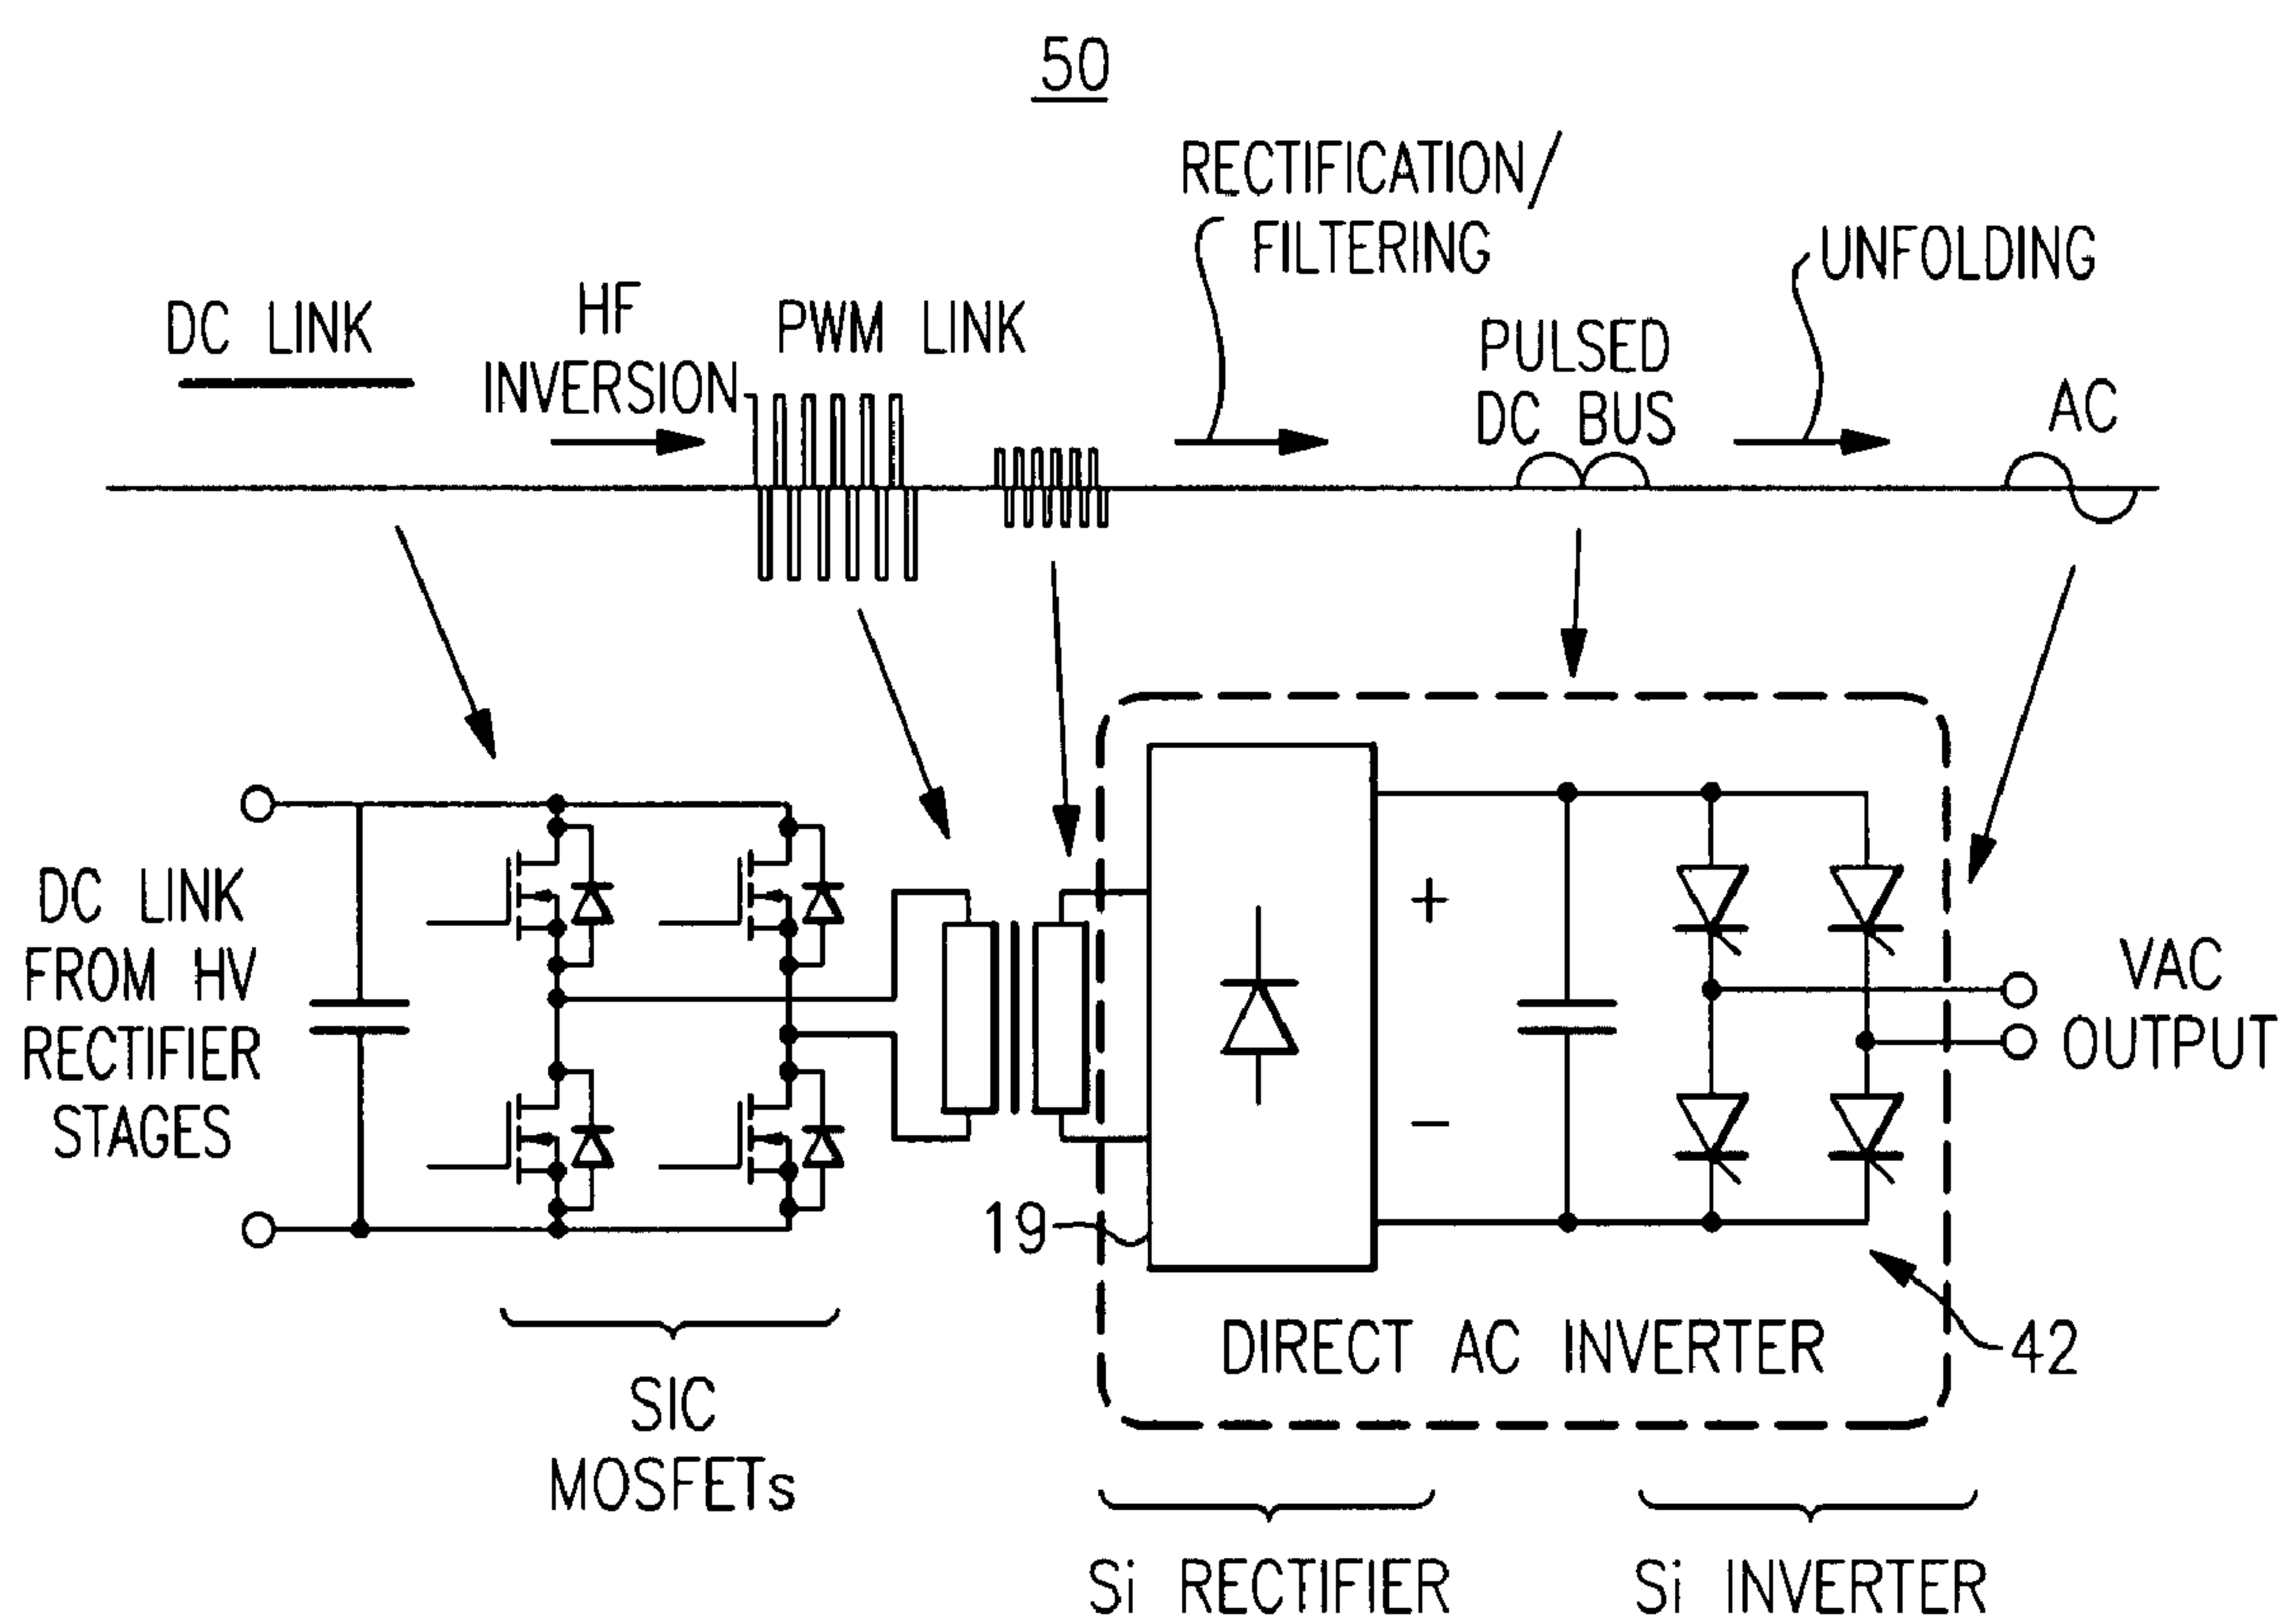 50
RECTIFICATION/
FILTERING
UNFOLDING
DC LINK
HF
INVERSION
PWM LINK
PULSED
DC BUS
AC
DC LINK
FROM HV
RECTIFIER
STAGES
+
−
VAC
OUTPUT
19
DIRECT AC INVERTER
42
SIC
MOSFETs
Si RECTIFIER
Si INVERTER